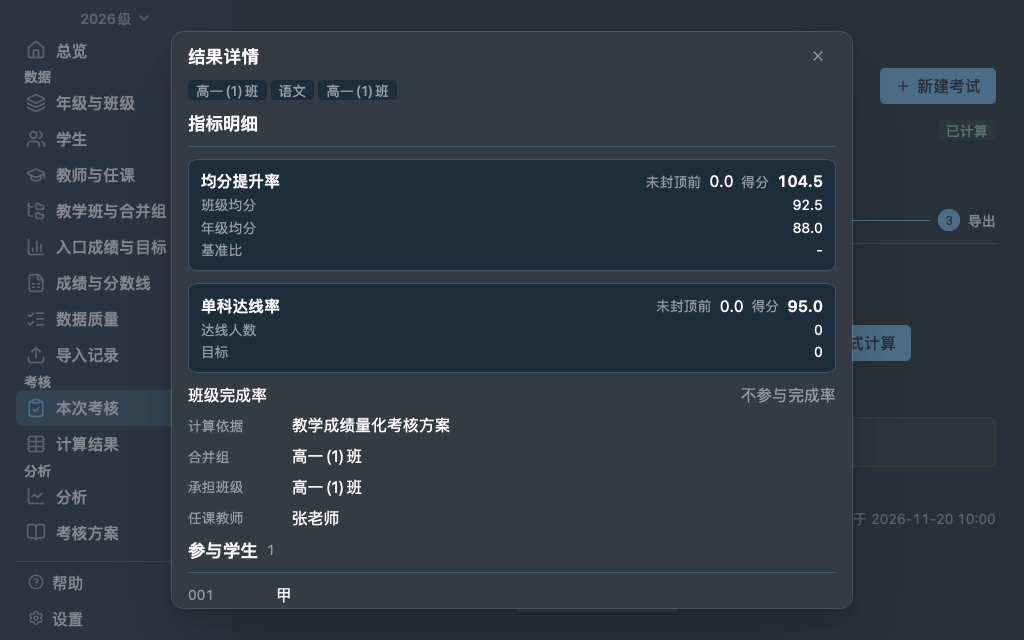 2026级
总览
数据
年级与班级
学生
教师与任课
教学班与合并组
入口成绩与目标
成绩与分数线
数据质量
导入记录
考核
本次考核
计算结果
分析
分析
考核方案
帮助
设置
结果详情
高一 (1) 班 语文 高一 (1) 班
指标明细
均分提升率 未封顶前 0.0 得分 104.5
班级均分 92.5
年级均分 88.0
基准比 -
单科达线率 未封顶前 0.0 得分 95.0
达线人数 0
目标 0
班级完成率 不参与完成率
计算依据 教学成绩量化考核方案
合并组 高一 (1) 班
承担班级 高一 (1) 班
任课教师 张老师
参与学生 1
001 甲
新建考试
已计算
3 导出
式计算
于 2026-11-20 10:00